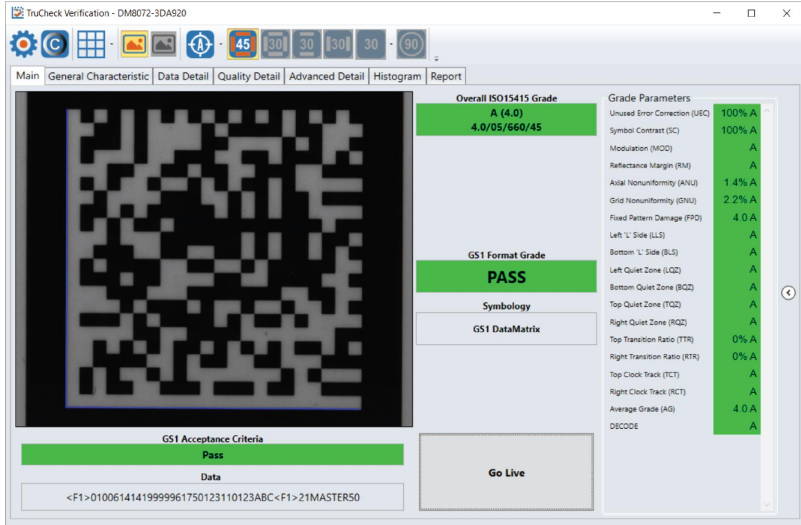 TruCheck Verification - DM8072-3DA920
45 30 30 30 30 90
Main General Characteristic Data Detail Quality Detail Advanced Detail Histogram Report
Overall ISO15415 Grade
A (4.0)
4.0/05/660/45
GS1 Format Grade
PASS
Symbology
GS1 DataMatrix
Grade Parameters
Unused Error Correction (UEC) 100% A
Symbol Contrast (SC) 100% A
Modulation (MOD) A
Reflectance Margin (RM) A
Axial Nonuniformity (ANU) 1.4% A
Grid Nonuniformity (GNU) 2.2% A
Fixed Pattern Damage (FPD) 4.0 A
Left 'L' Side (LLS) A
Bottom 'L' Side (BLS) A
Left Quiet Zone (LQZ) A
Bottom Quiet Zone (BQZ) A
Top Quiet Zone (TQZ) A
Right Quiet Zone (RQZ) A
Top Transition Ratio (TTR) 0% A
Right Transition Ratio (RTR) 0% A
Top Clock Track (TCT) A
Right Clock Track (RCT) A
Average Grade (AG) 4.0 A
DECODE A
GS1 Acceptance Criteria
Pass
Data
<F1>01006141419999961750123110123ABC<F1>21MASTER50
Go Live